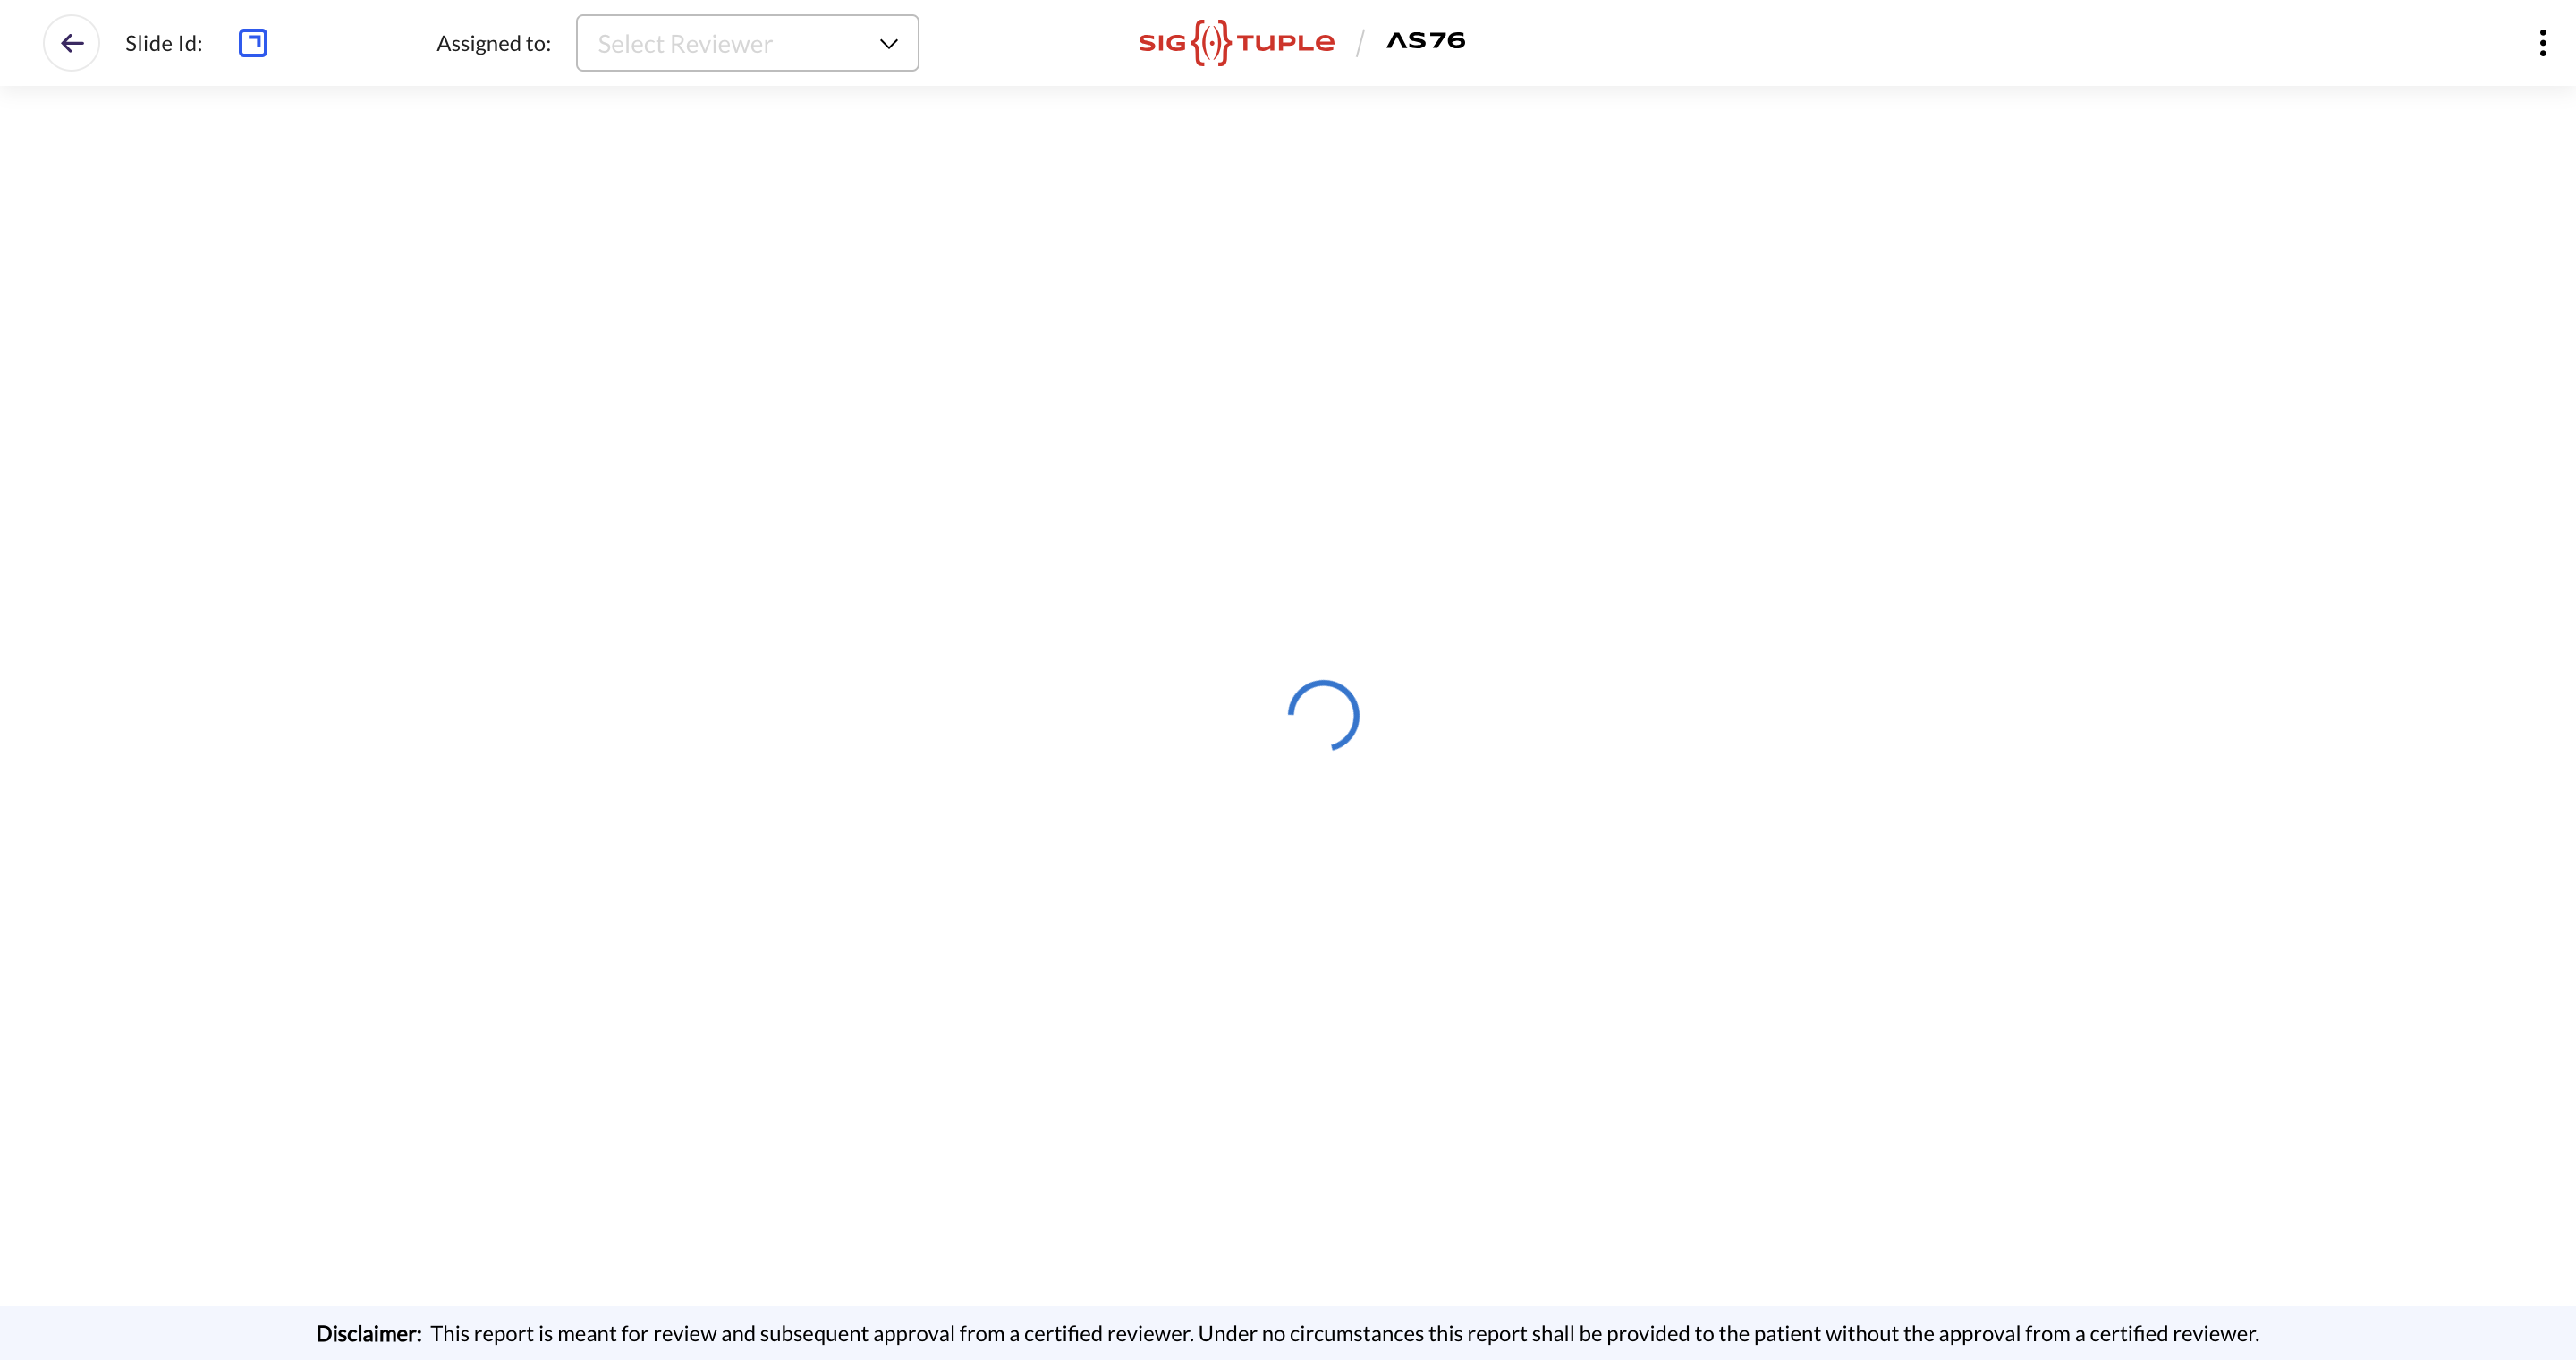 Slide Id:
Assigned to:
Select Reviewer
SIG{(·)}TUPLE / AS76
Disclaimer: This report is meant for review and subsequent approval from a certified reviewer. Under no circumstances this report shall be provided to the patient without the approval from a certified reviewer.